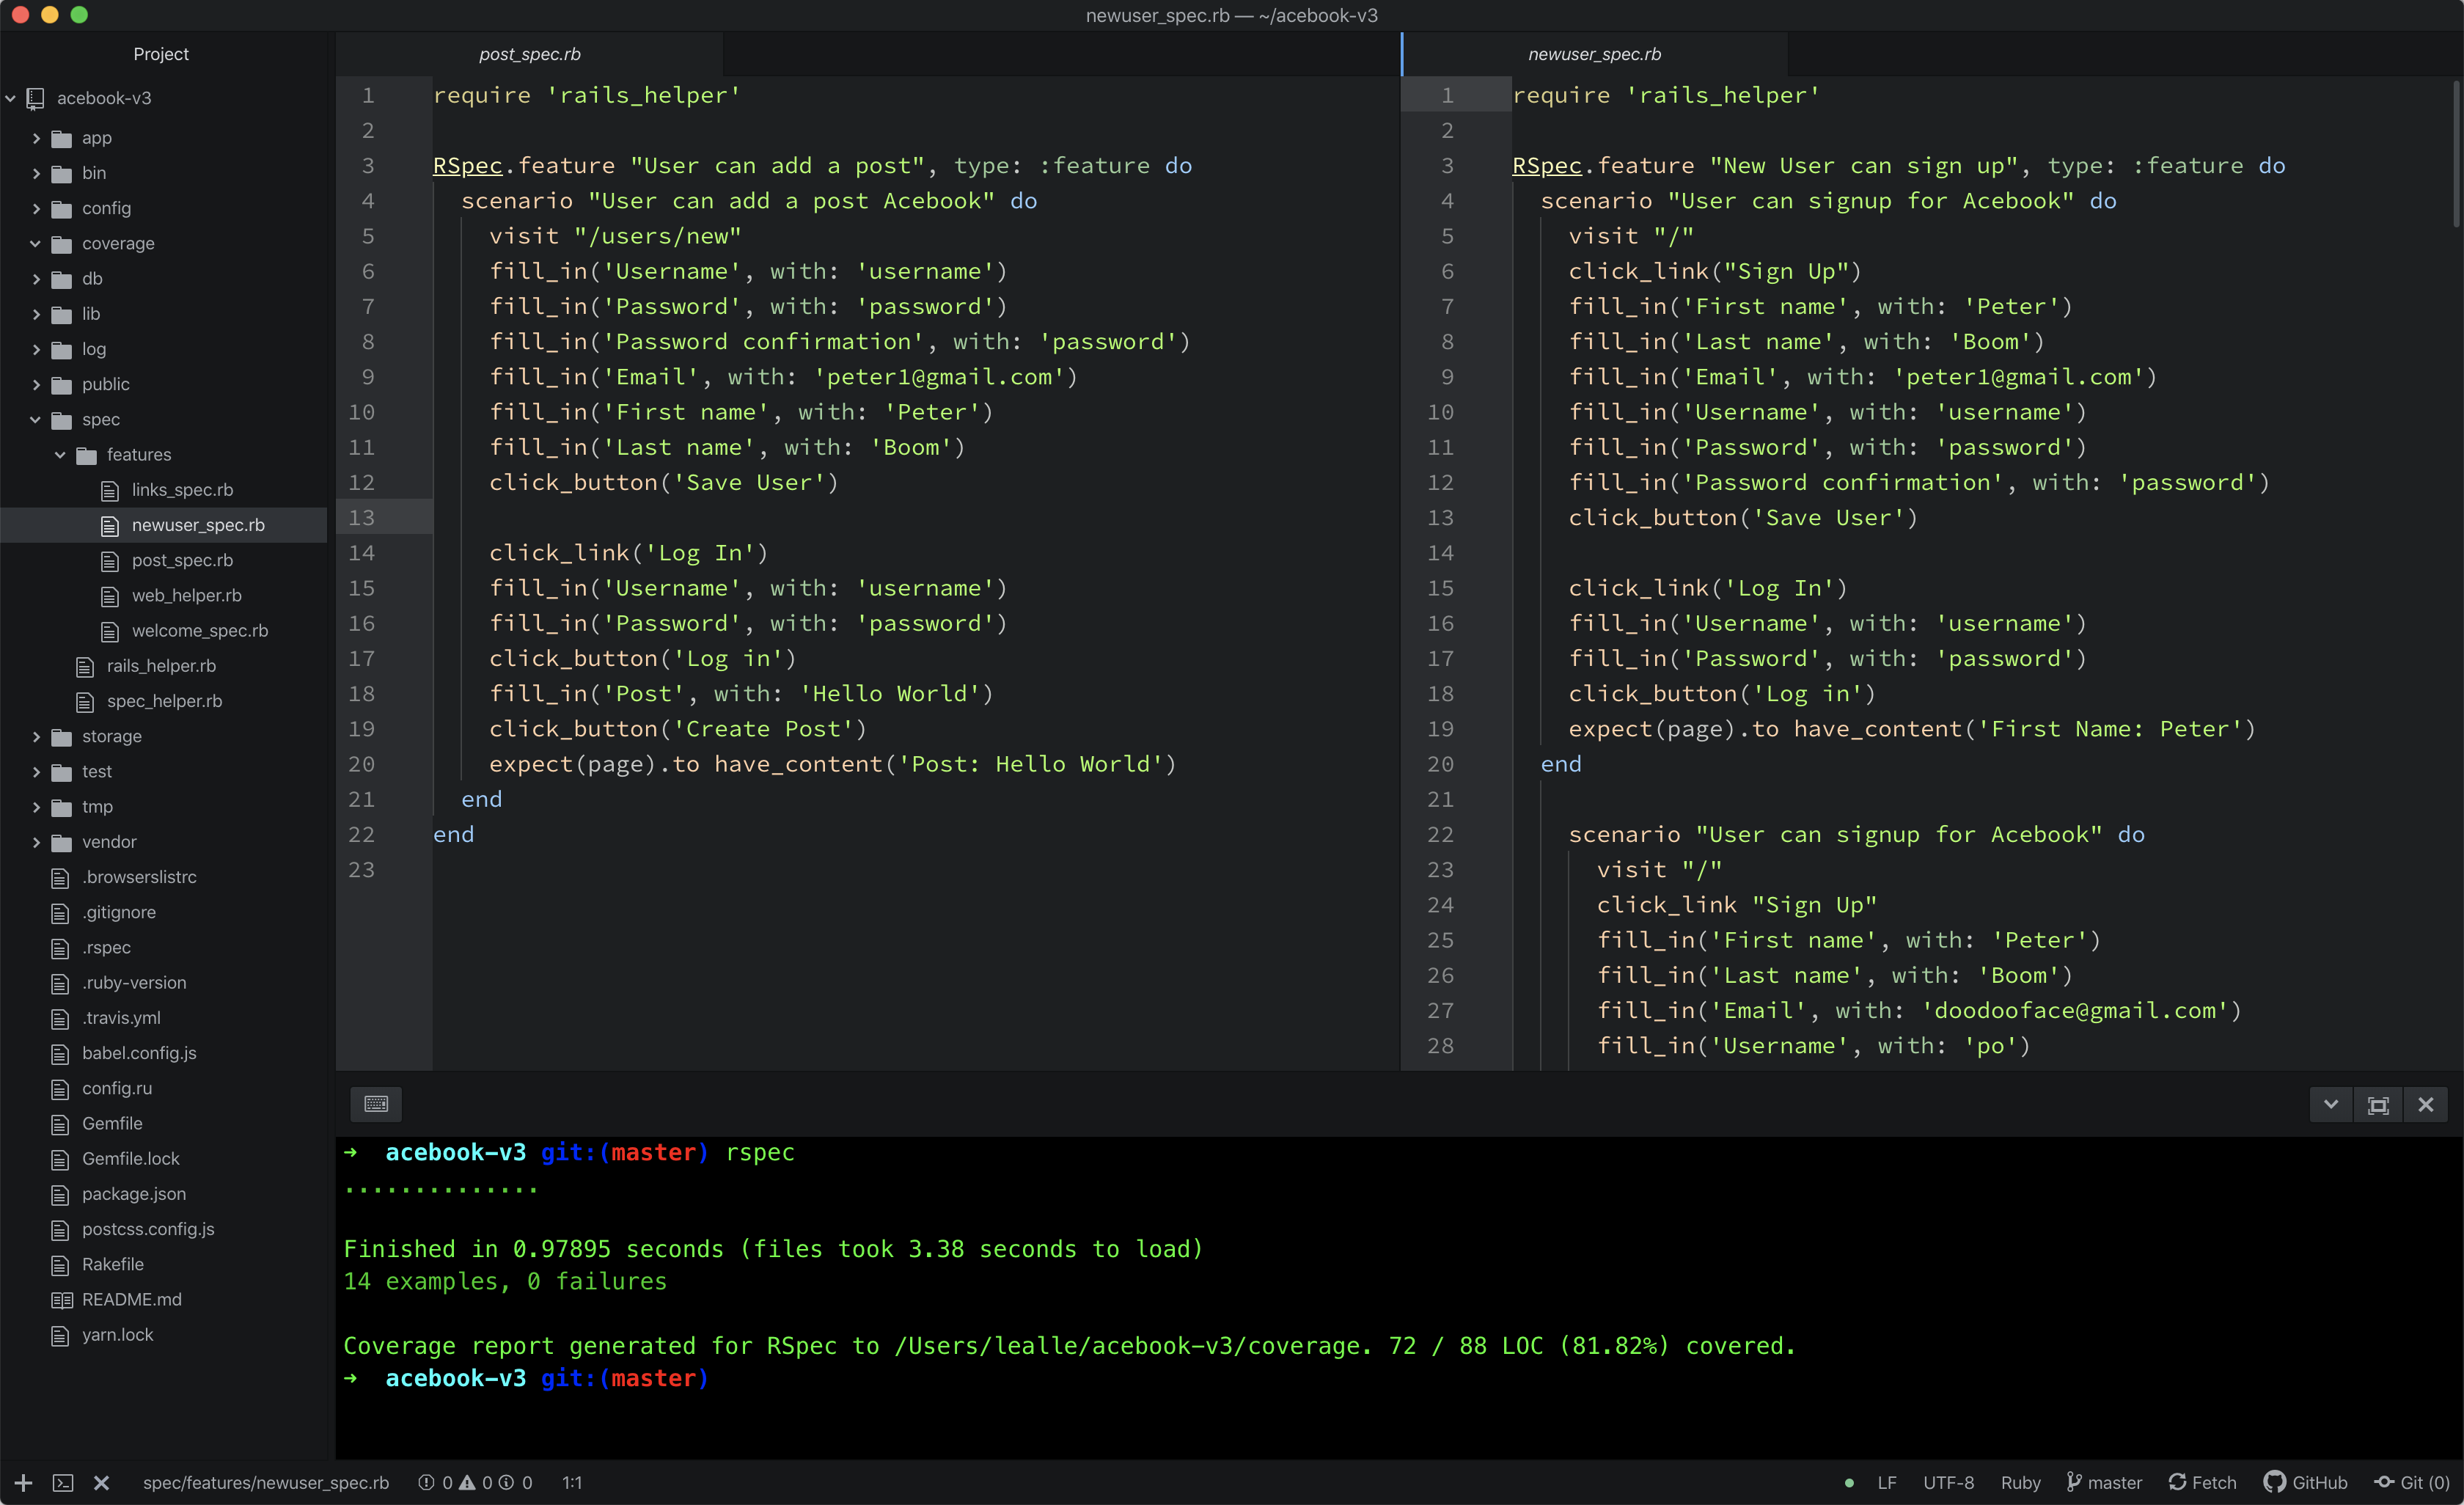 newuser_spec.rb — ~/acebook-v3
Project
acebook-v3
app
bin
config
coverage
db
lib
log
public
spec
features
links_spec.rb
newuser_spec.rb
post_spec.rb
web_helper.rb
welcome_spec.rb
rails_helper.rb
spec_helper.rb
storage
test
tmp
vendor
.browserslistrc
.gitignore
.rspec
.ruby-version
.travis.yml
babel.config.js
config.ru
Gemfile
Gemfile.lock
package.json
postcss.config.js
Rakefile
README.md
yarn.lock
post_spec.rb
1 require 'rails_helper'
2
3 RSpec.feature "User can add a post", type: :feature do
4   scenario "User can add a post Acebook" do
5     visit "/users/new"
6     fill_in('Username', with: 'username')
7     fill_in('Password', with: 'password')
8     fill_in('Password confirmation', with: 'password')
9     fill_in('Email', with: 'peter1@gmail.com')
10     fill_in('First name', with: 'Peter')
11     fill_in('Last name', with: 'Boom')
12     click_button('Save User')
13
14     click_link('Log In')
15     fill_in('Username', with: 'username')
16     fill_in('Password', with: 'password')
17     click_button('Log in')
18     fill_in('Post', with: 'Hello World')
19     click_button('Create Post')
20     expect(page).to have_content('Post: Hello World')
21   end
22 end
23
newuser_spec.rb
1 require 'rails_helper'
2
3 RSpec.feature "New User can sign up", type: :feature do
4   scenario "User can signup for Acebook" do
5     visit "/"
6     click_link("Sign Up")
7     fill_in('First name', with: 'Peter')
8     fill_in('Last name', with: 'Boom')
9     fill_in('Email', with: 'peter1@gmail.com')
10     fill_in('Username', with: 'username')
11     fill_in('Password', with: 'password')
12     fill_in('Password confirmation', with: 'password')
13     click_button('Save User')
14
15     click_link('Log In')
16     fill_in('Username', with: 'username')
17     fill_in('Password', with: 'password')
18     click_button('Log in')
19     expect(page).to have_content('First Name: Peter')
20   end
21
22     scenario "User can signup for Acebook" do
23       visit "/"
24       click_link "Sign Up"
25       fill_in('First name', with: 'Peter')
26       fill_in('Last name', with: 'Boom')
27       fill_in('Email', with: 'doodooface@gmail.com')
28       fill_in('Username', with: 'po')
➜  acebook-v3 git:(master) rspec
..............
Finished in 0.97895 seconds (files took 3.38 seconds to load)
14 examples, 0 failures
Coverage report generated for RSpec to /Users/lealle/acebook-v3/coverage. 72 / 88 LOC (81.82%) covered.
➜  acebook-v3 git:(master)
spec/features/newuser_spec.rb 0 0 0 1:1 LF UTF-8 Ruby master Fetch GitHub Git (0)